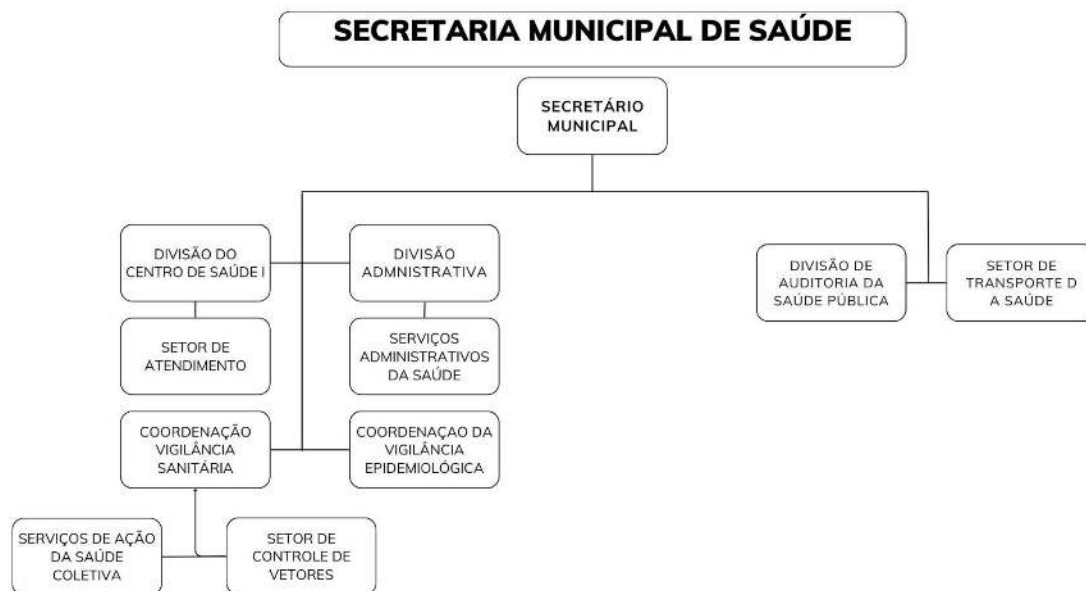 SECRETARIA MUNICIPAL DE SAÚDE
SECRETÁRIO
MUNICIPAL
DIVISÃO DO
CENTRO DE SAÚDE I
DIVISÃO
ADMNISTRATIVA
DIVISÃO DE
AUDITORIA DA
SAÚDE PÚBLICA
SETOR DE
TRANSPORTE D
A SAÚDE
SETOR DE
ATENDIMENTO
SERVIÇOS
ADMINISTRATIVOS
DA SAÚDE
COORDENAÇÃO
VIGILÂNCIA
SANITÁRIA
COORDENAÇAO DA
VIGILÂNCIA
EPIDEMIOLÓGICA
SERVIÇOS DE AÇÃO
DA SAÚDE
COLETIVA
SETOR DE
CONTROLE DE
VETORES